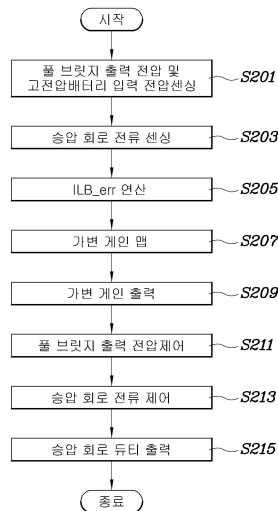 시작
풀 브릿지 출력 전압 및
고전압배터리 입력 전압센싱
S201
승압 회로 전류 센싱
S203
ILB_err 연산
S205
가변 게인 맵
S207
가변 게인 출력
S209
풀 브릿지 출력 전압제어
S211
승압 회로 전류 제어
S213
승압 회로 듀티 출력
S215
종료